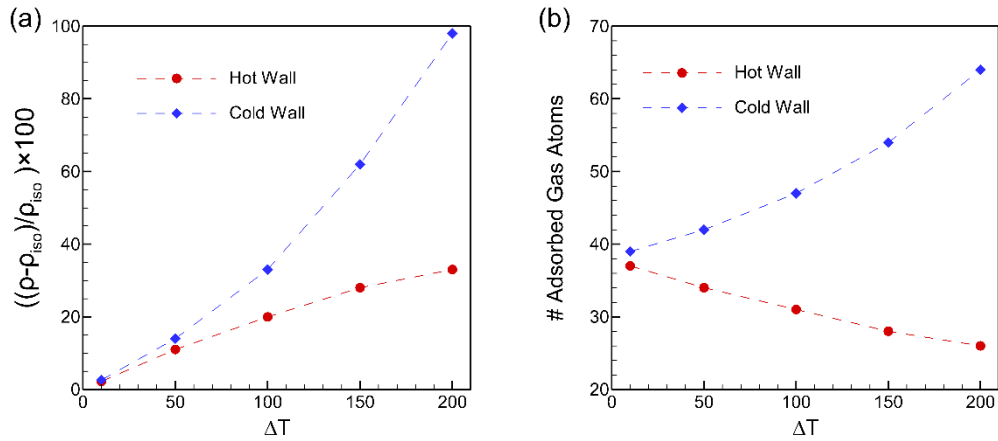 (a)
100
80
60
40
20
0
((ρ-ρiso)/ρiso )×100
Hot Wall
Cold Wall
0 50 100 150 200
ΔT
(b)
70
60
50
40
30
20
# Adsorbed Gas Atoms
Hot Wall
Cold Wall
0 50 100 150 200
ΔT